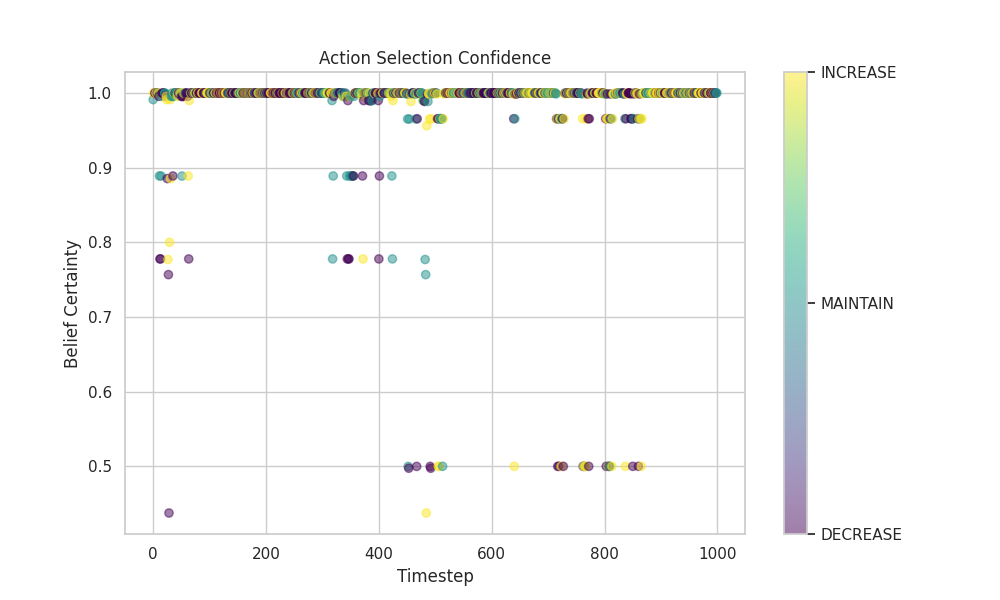 Action Selection Confidence
Belief Certainty
1.0
0.9
0.8
0.7
0.6
0.5
0
200
400
600
800
1000
Timestep
INCREASE
MAINTAIN
DECREASE